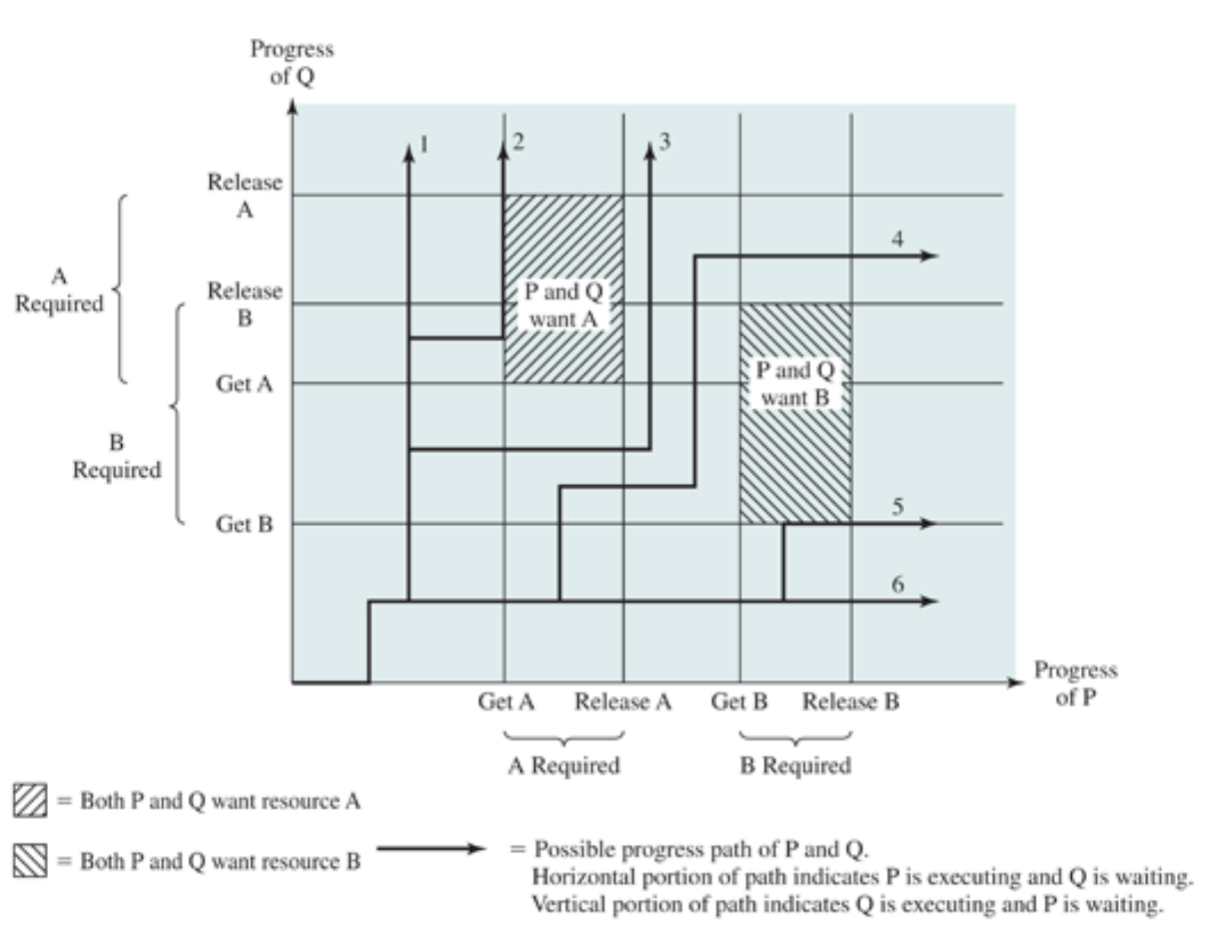 Progress
of Q
1
2
3
Release
A
4
A
Required
Release
B
P and Q
want A
Get A
P and Q
want B
B
Required
5
Get B
6
Progress
of P
Get A
Release A
Get B
Release B
A Required
B Required
= Both P and Q want resource A
= Both P and Q want resource B
= Possible progress path of P and Q.
Horizontal portion of path indicates P is executing and Q is waiting.
Vertical portion of path indicates Q is executing and P is waiting.